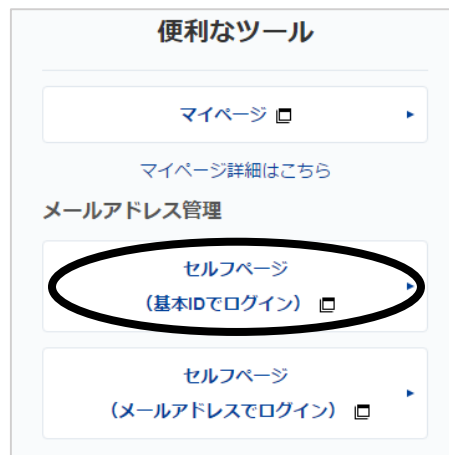 便利なツール
マイページ
マイページ詳細はこちら
メールアドレス管理
セルフページ
（基本IDでログイン）
セルフページ
（メールアドレスでログイン）